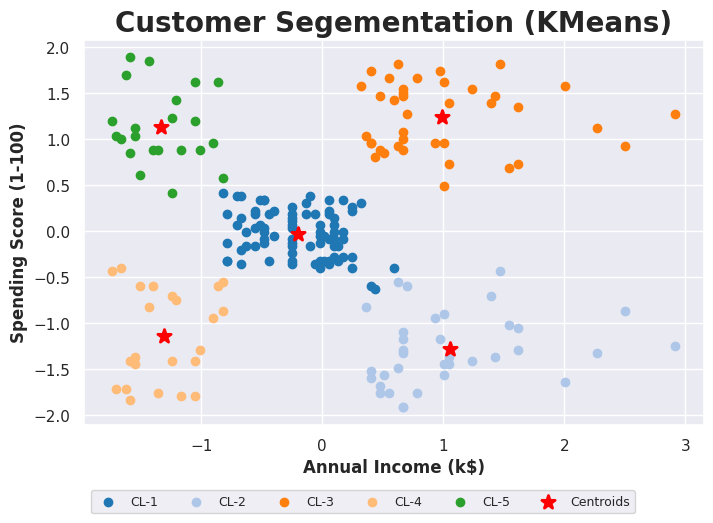 Customer Segementation (KMeans)
2.0
1.5
1.0
0.5
0.0
−0.5
−1.0
−1.5
−2.0
Spending Score (1-100)
−1 0 1 2 3
Annual Income (k$)
CL-1 CL-2 CL-3 CL-4 CL-5 Centroids